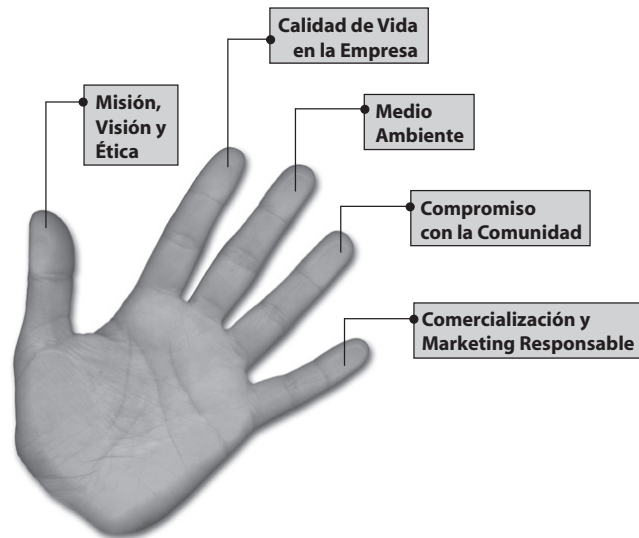 Calidad de Vida
en la Empresa
Misión,
Visión y
Ética
Medio
Ambiente
Compromiso
con la Comunidad
Comercialización y
Marketing Responsable